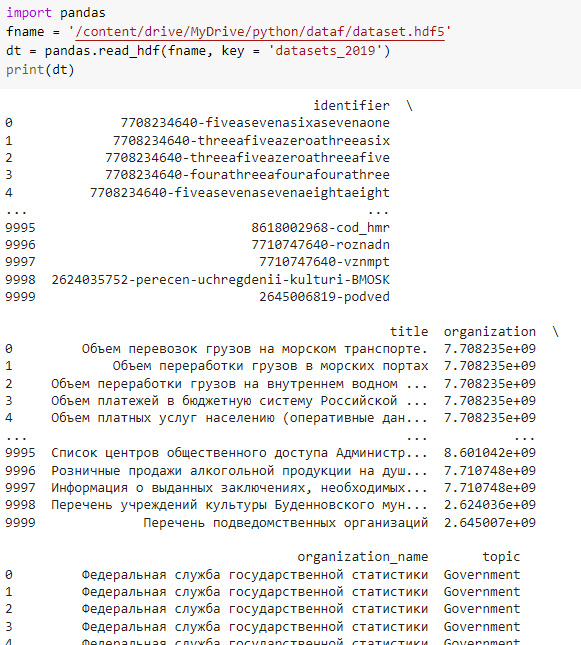 import pandas
fname = '/content/drive/MyDrive/python/dataf/dataset.hdf5'
dt = pandas.read_hdf(fname, key = 'datasets_2019')
print(dt)
identifier \
0 7708234640-fiveasevenasixasevenaone
1 7708234640-threeafiveazeroathreeasix
2 7708234640-threeafiveazeroathreeafive
3 7708234640-fourathreeafourafourathree
4 7708234640-fiveasevenasevenaeightaeight
... ...
9995 8618002968-cod_hmr
9996 7710747640-roznadn
9997 7710747640-vznmpt
9998 2624035752-perecen-uchregdenii-kulturi-BMOSK
9999 2645006819-podved
title organization \
0 Объем перевозок грузов на морском транспорте. 7.708235e+09
1 Объем переработки грузов в морских портах 7.708235e+09
2 Объем переработки грузов на внутреннем водном ... 7.708235e+09
3 Объем платежей в бюджетную систему Российской ... 7.708235e+09
4 Объем платных услуг населению (оперативные дан... 7.708235e+09
... ... ...
9995 Список центров общественного доступа Администр... 8.601042e+09
9996 Розничные продажи алкогольной продукции на душ... 7.710748e+09
9997 Информация о выданных заключениях, необходимых... 7.710748e+09
9998 Перечень учреждений культуры Буденновского мун... 2.624036e+09
9999 Перечень подведомственных организаций 2.645007e+09
organization_name topic
0 Федеральная служба государственной статистики Government
1 Федеральная служба государственной статистики Government
2 Федеральная служба государственной статистики Government
3 Федеральная служба государственной статистики Government
4 Федеральная служба государственной статистики Government